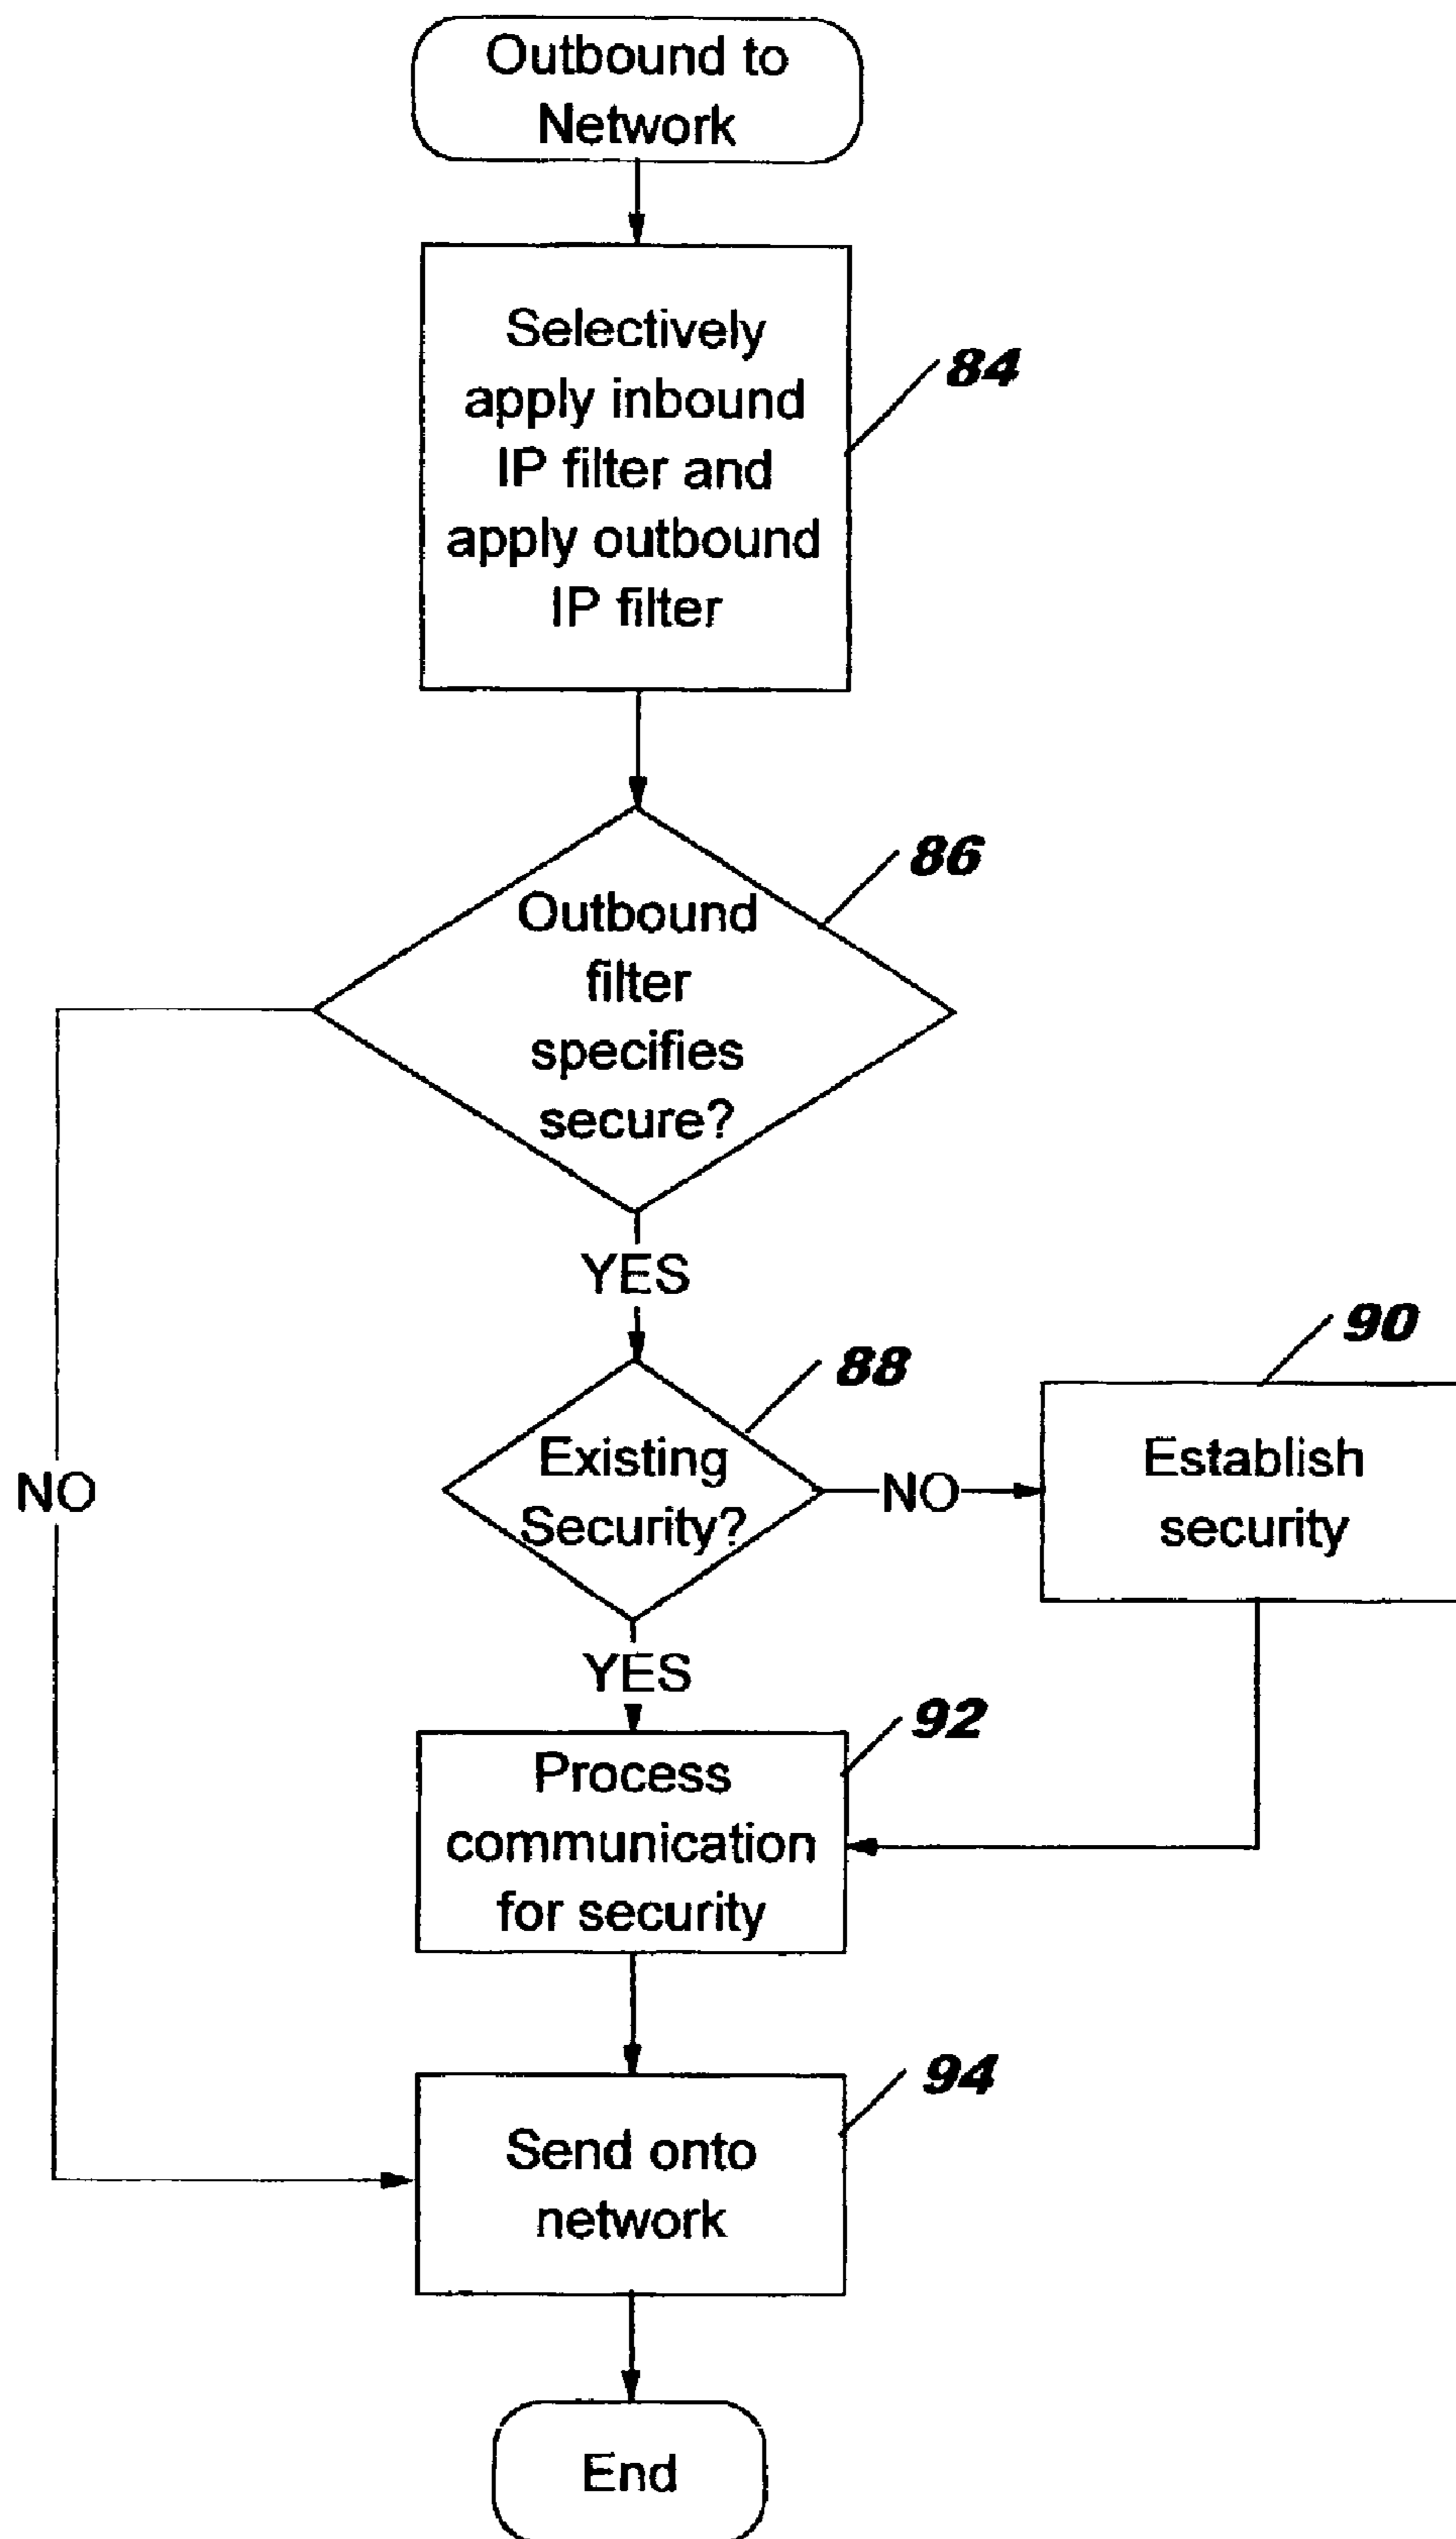 Outbound to
Network
Selectively
apply inbound
IP filter and
apply outbound
IP filter
84
Outbound
filter
specifies
secure?
86
YES
NO
Existing
Security?
88
NO
Establish
security
90
YES
Process
communication
for security
92
Send onto
network
94
End